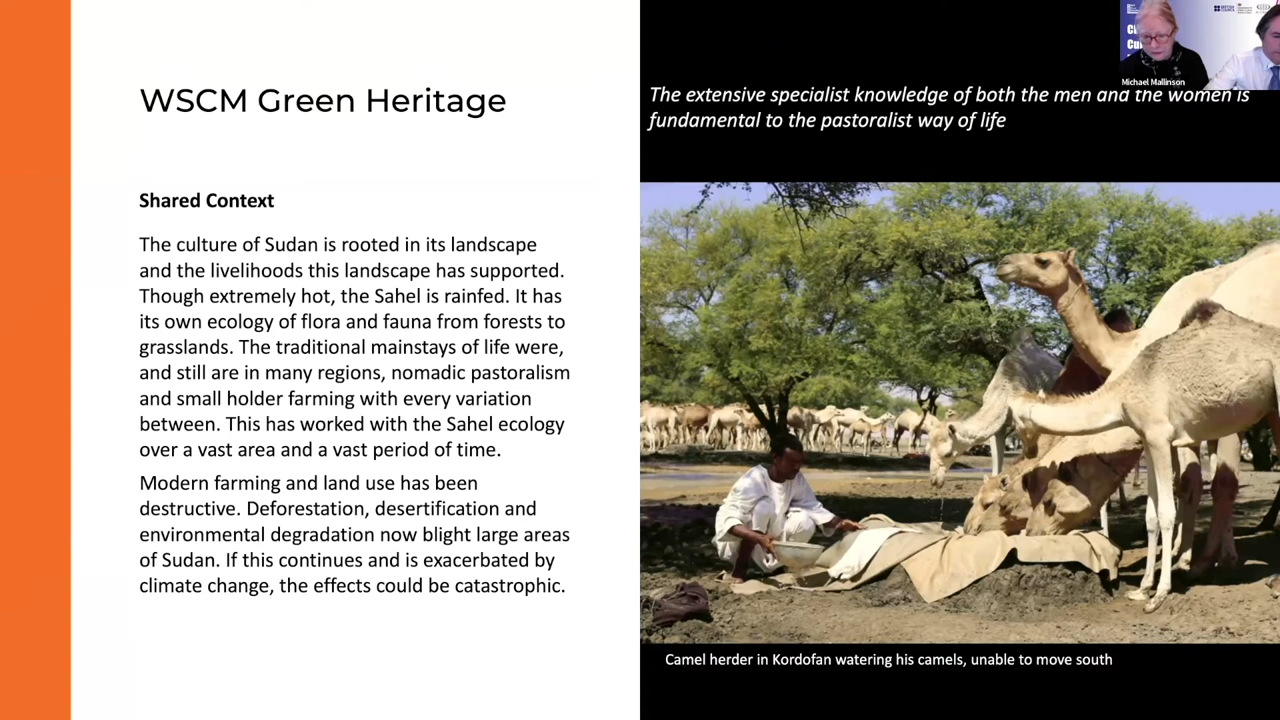 WSCM Green Heritage
Shared Context
The culture of Sudan is rooted in its landscape
and the livelihoods this landscape has supported.
Though extremely hot, the Sahel is rainfed. It has
its own ecology of flora and fauna from forests to
grasslands. The traditional mainstays of life were,
and still are in many regions, nomadic pastoralism
and small holder farming with every variation
between. This has worked with the Sahel ecology
over a vast area and a vast period of time.
Modern farming and land use has been
destructive. Deforestation, desertification and
environmental degradation now blight large areas
of Sudan. If this continues and is exacerbated by
climate change, the effects could be catastrophic.
The extensive specialist knowledge of both the men and the women is
fundamental to the pastoralist way of life
Camel herder in Kordofan watering his camels, unable to move south
Michael Mallinson